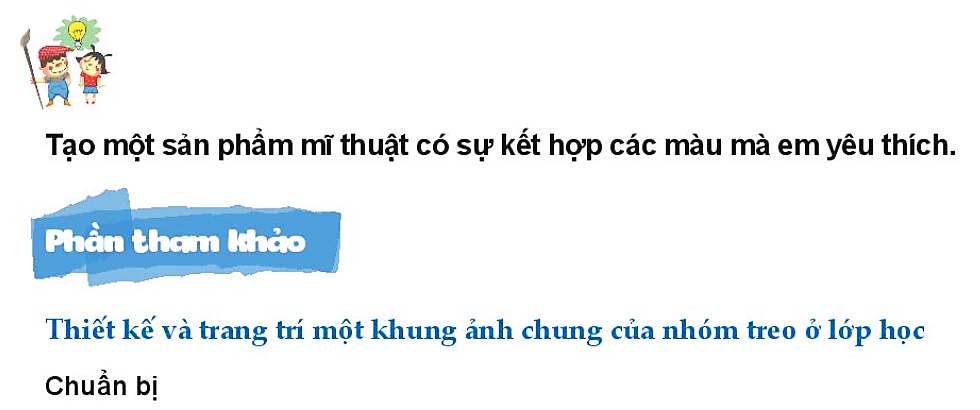 Tạo một sản phẩm mĩ thuật có sự kết hợp các màu mà em yêu thích.
Phần tham khảo
Thiết kế và trang trí một khung ảnh chung của nhóm treo ở lớp học
Chuẩn bị